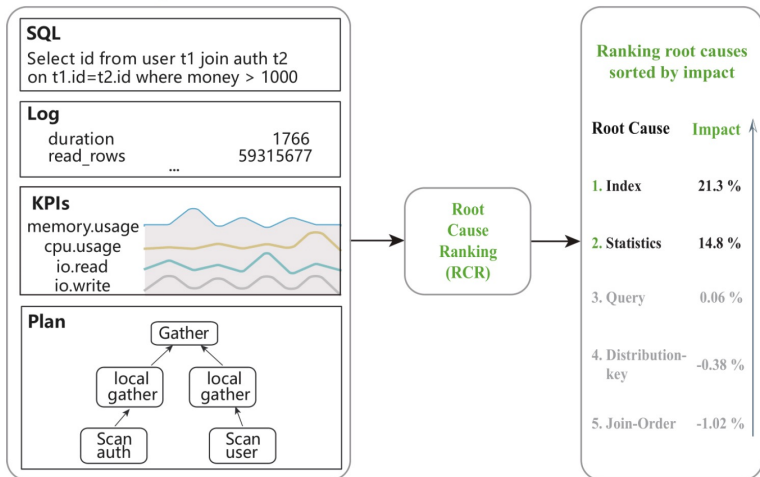 SQL
Select id from user t1 join auth t2
on t1.id=t2.id where money > 1000
Log
duration 1766
read_rows 59315677
...
KPIs
memory.usage
cpu.usage
io.read
io.write
Plan
Gather
local
gather
local
gather
Scan
auth
Scan
user
Root
Cause
Ranking
(RCR)
Ranking root causes
sorted by impact
Root Cause Impact
1. Index 21.3 %
2. Statistics 14.8 %
3. Query 0.06 %
4. Distribution-
key -0.38 %
5. Join-Order -1.02 %